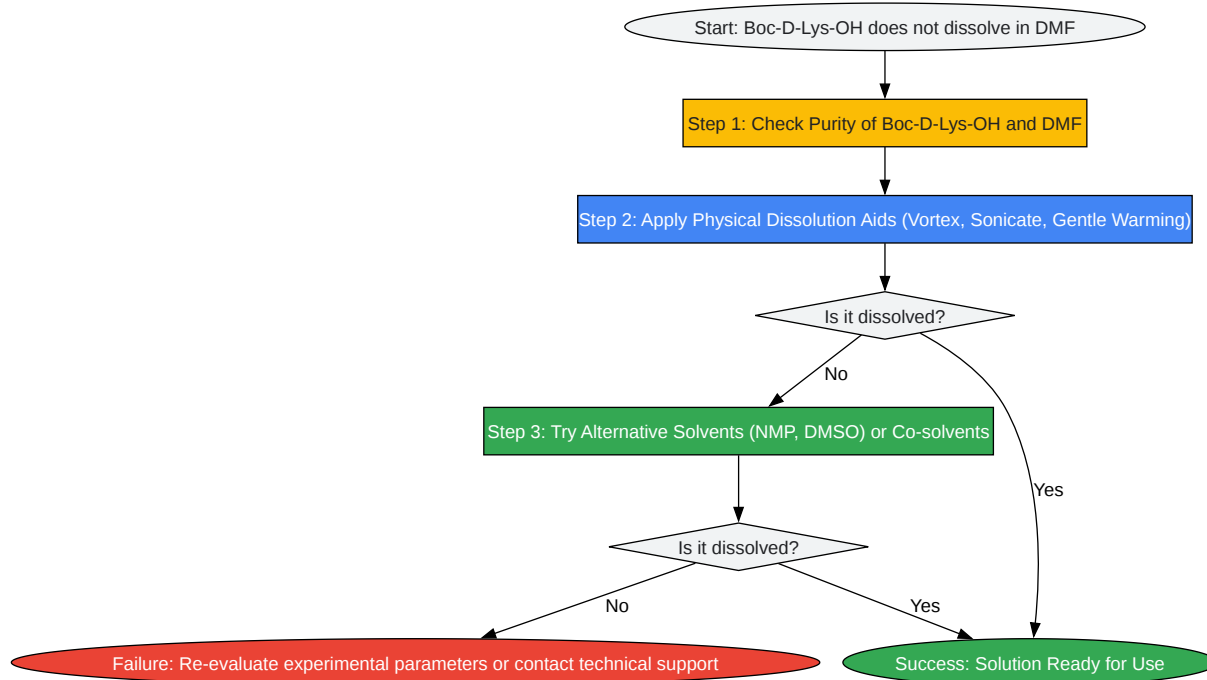 Start: Boc-D-Lys-OH does not dissolve in DMF
Step 1: Check Purity of Boc-D-Lys-OH and DMF
Step 2: Apply Physical Dissolution Aids (Vortex, Sonicate, Gentle Warming)
Is it dissolved?
No
Step 3: Try Alternative Solvents (NMP, DMSO) or Co-solvents
Yes
Is it dissolved?
No
Yes
Failure: Re-evaluate experimental parameters or contact technical support
Success: Solution Ready for Use